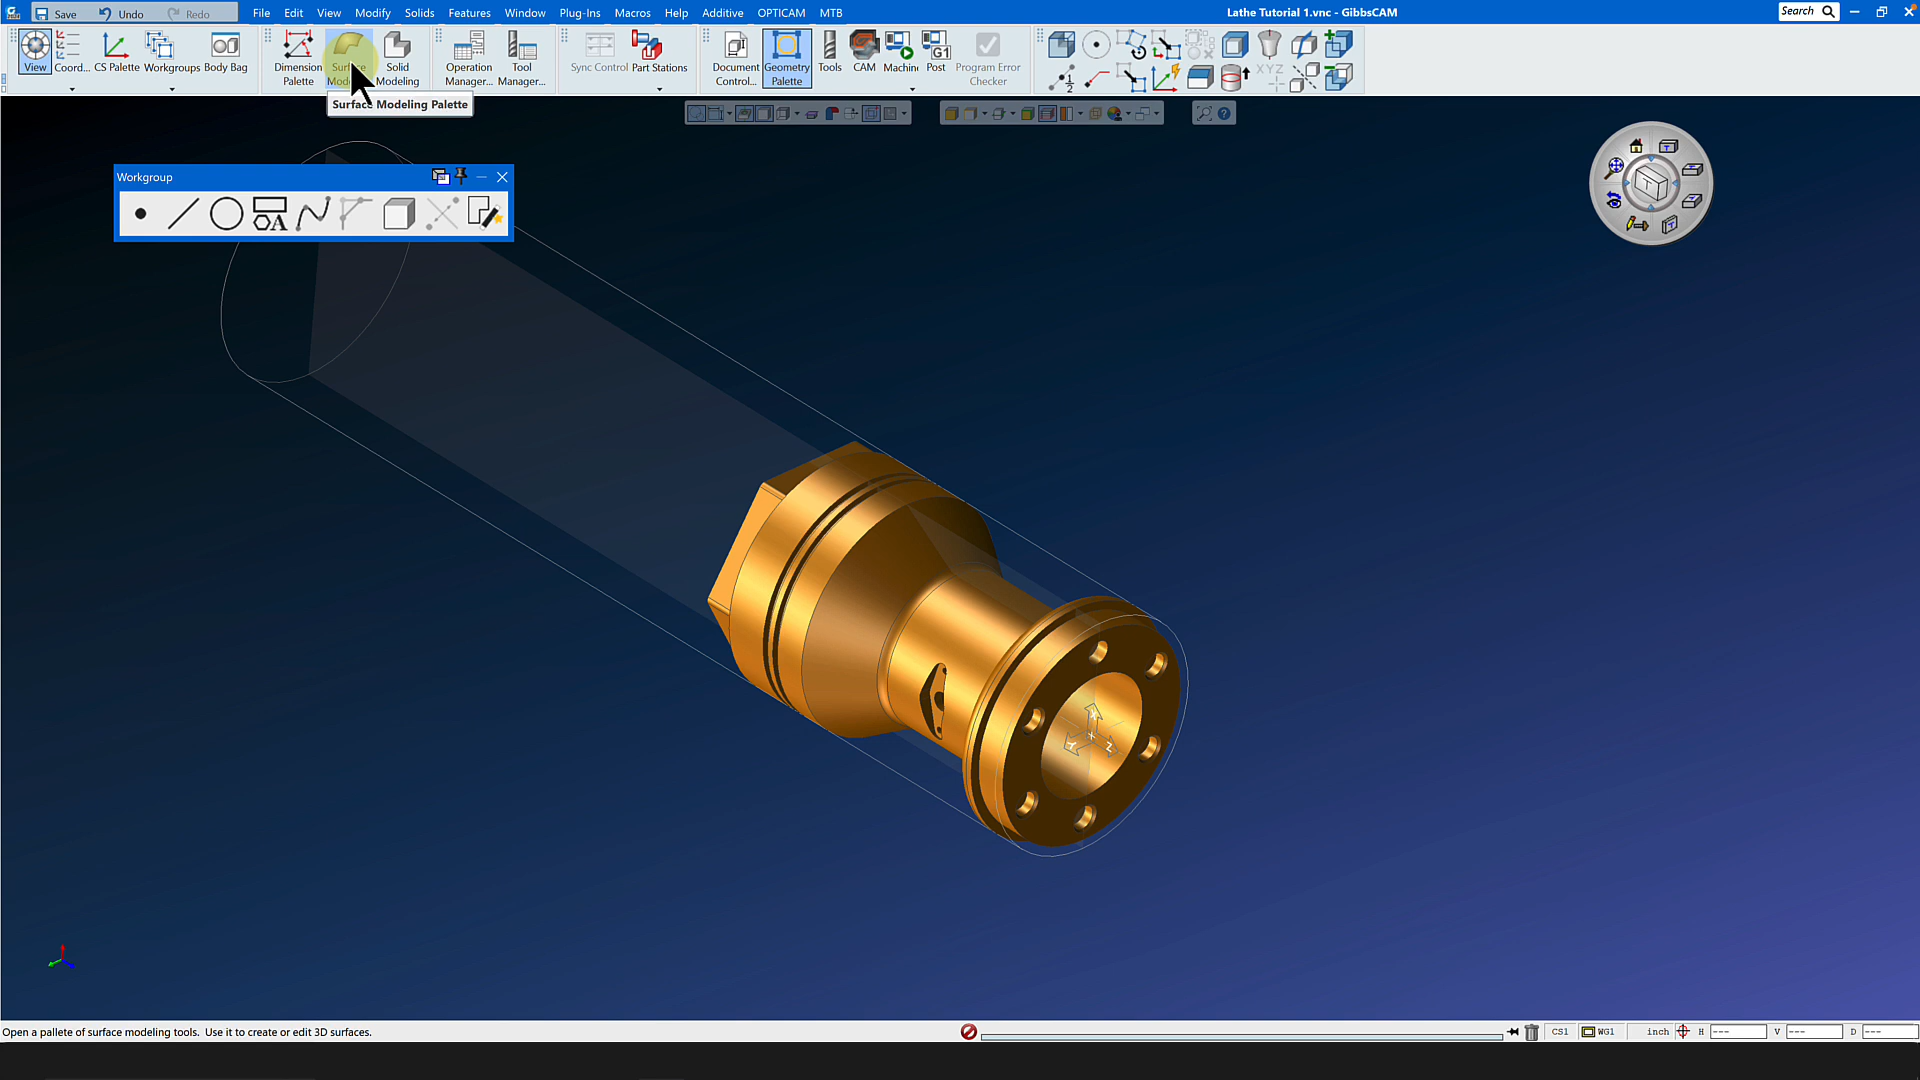 Save Undo Redo File Edit View Modify Solids Features Window Plug-Ins Macros Help Additive OPTICAM MTB Lathe Tutorial 1.vnc - GibbsCAM Search
View Coord... CS Palette Workgroups Body Bag Dimension Palette Solid Modeling Operation Manager... Tool Manager... Sync Control Part Stations Document Control... Geometry Palette Tools CAM Machin Post Program Error Checker
G1
XYZ
Surface Modeling Palette
Workgroup
A
T
Y Z
Open a pallete of surface modeling tools. Use it to create or edit 3D surfaces.
CS1 WG1 inch H --- V --- D ---